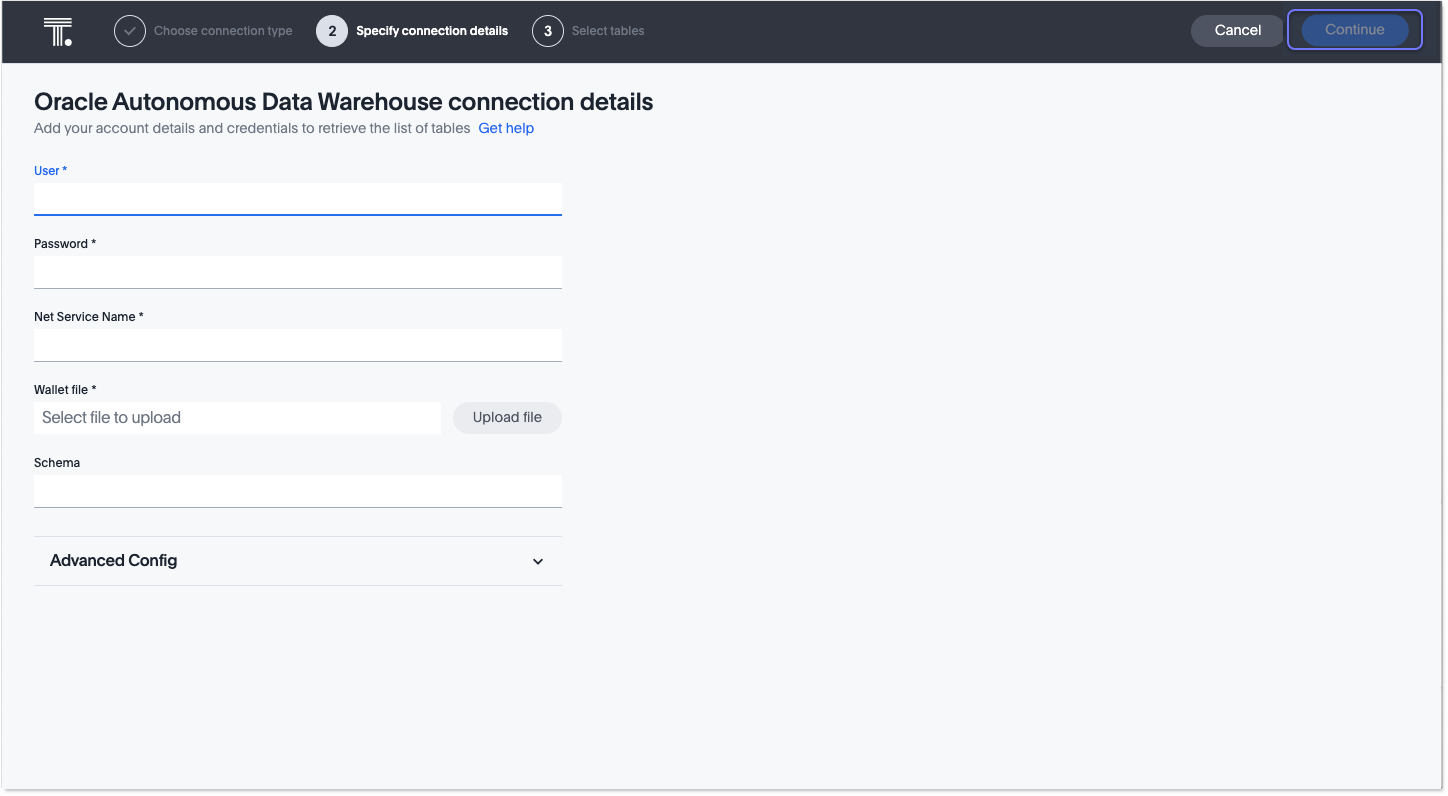 T.
Choose connection type
2 Specify connection details
3 Select tables
Cancel
Continue
Oracle Autonomous Data Warehouse connection details
Add your account details and credentials to retrieve the list of tables Get help
User *
Password *
Net Service Name *
Wallet file *
Select file to upload
Upload file
Schema
Advanced Config